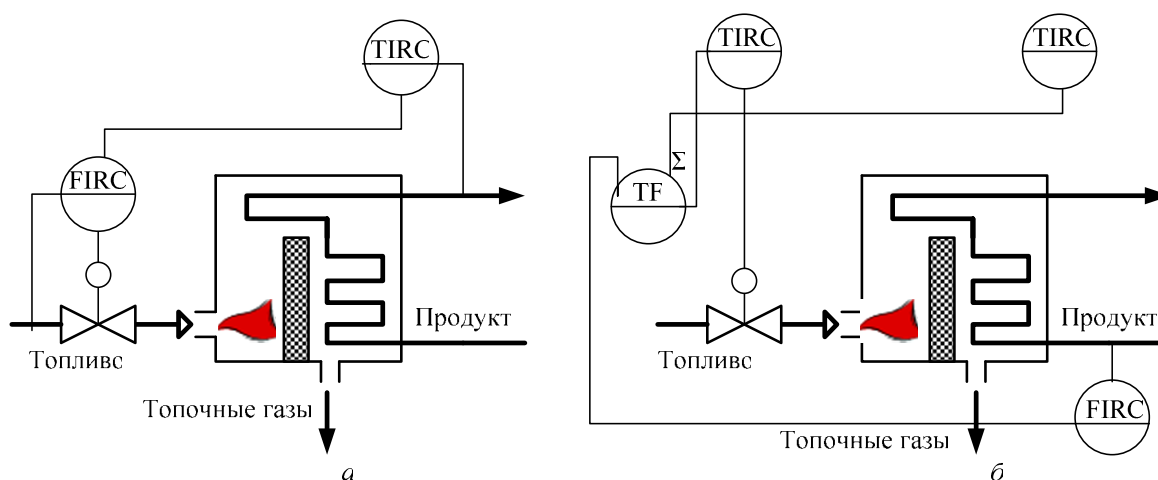 TIRC
FIRC
Топливс
Продукт
Топочные газы
а
TIRC
TIRC
Σ
TF
Топливс
Продукт
FIRC
Топочные газы
б